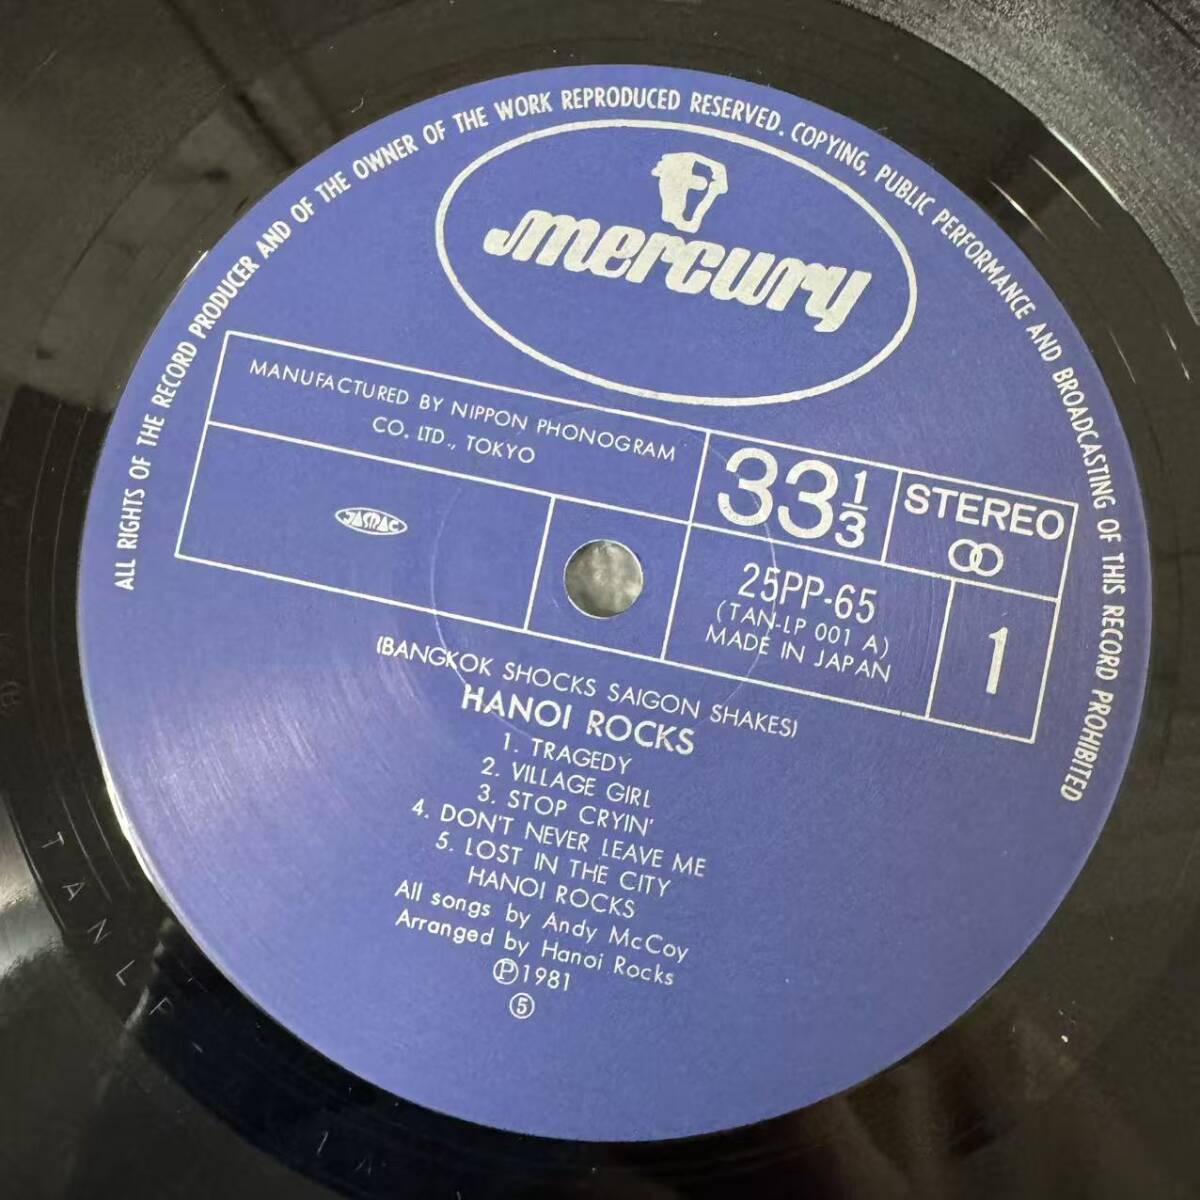 ALL RIGHTS OF THE RECORD PRODUCER AND OF THE OWNER OF THE WORK REPRODUCED RESERVED. COPYING, PUBLIC PERFORMANCE AND BROADCASTING OF THIS RECORD PROHIBITED
mercury
MANUFACTURED BY NIPPON PHONOGRAM
CO. LTD., TOKYO
33 1/3
STEREO
JASRAC
25PP-65
(TAN-LP 001 A)
MADE IN JAPAN
1
(BANGKOK SHOCKS SAIGON SHAKES)
HANOI ROCKS
1. TRAGEDY
2. VILLAGE GIRL
3. STOP CRYIN'
4. DON'T NEVER LEAVE ME
5. LOST IN THE CITY
HANOI ROCKS
All songs by Andy McCoy
Arranged by Hanoi Rocks
Ⓟ1981
⑤